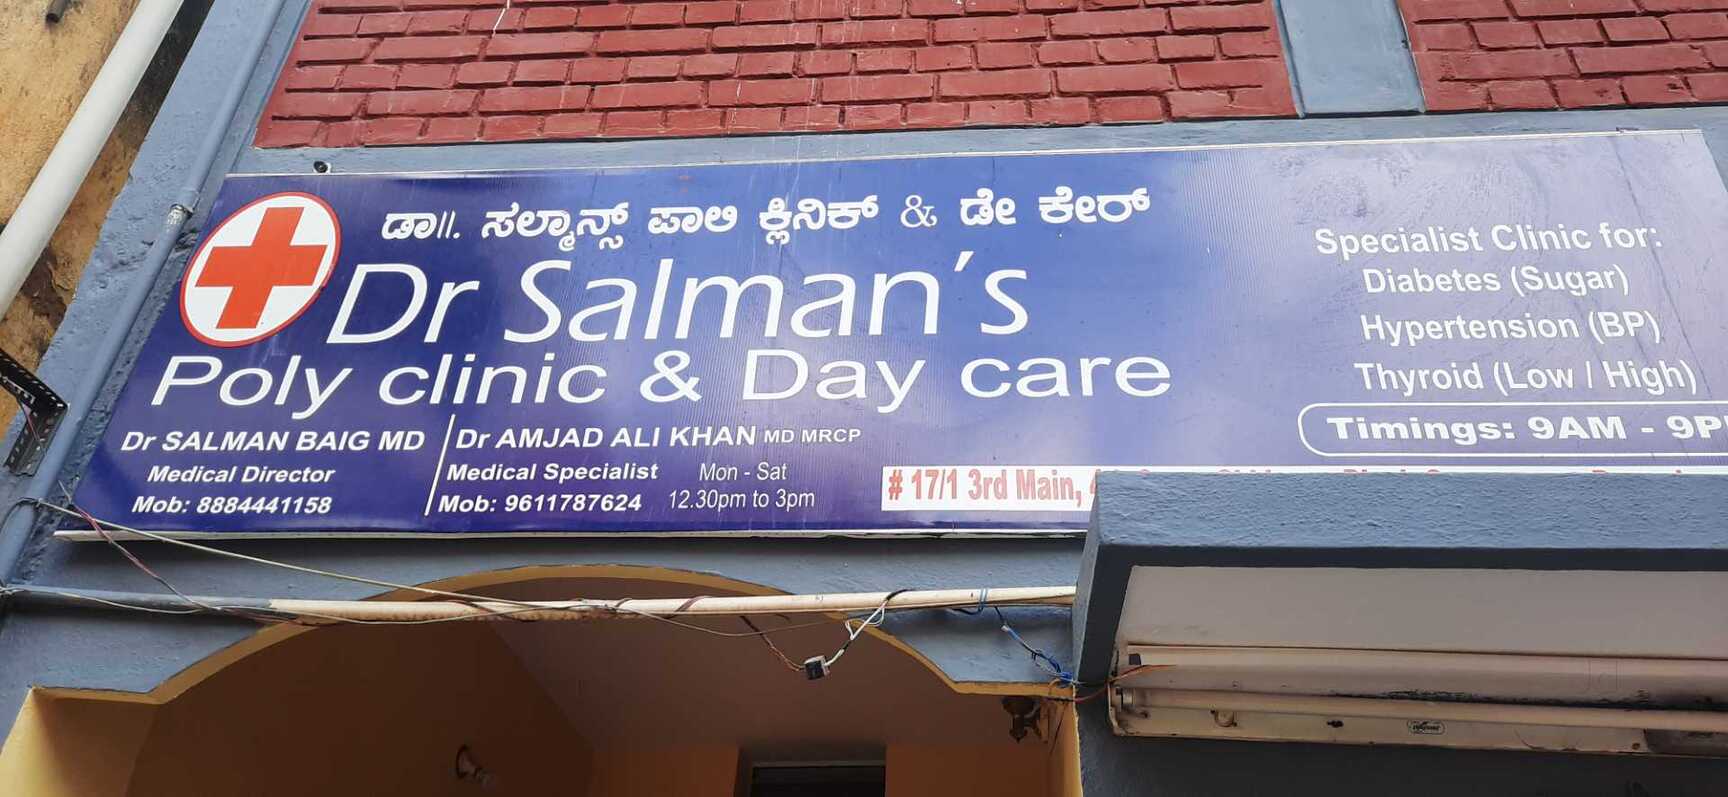 ಡಾ॥. ಸಲ್ಮಾನ್ಸ್ ಪಾಲಿ ಕ್ಲಿನಿಕ್ & ಡೇ ಕೇರ್
Dr Salman's
Poly clinic & Day care
Dr SALMAN BAIG MD
Medical Director
Mob: 8884441158
Dr AMJAD ALI KHAN MD MRCP
Medical Specialist Mon - Sat
Mob: 9611787624 12.30pm to 3pm
Specialist Clinic for:
Diabetes (Sugar)
Hypertension (BP)
Thyroid (Low / High)
Timings: 9AM - 9P
# 17/1 3rd Main,